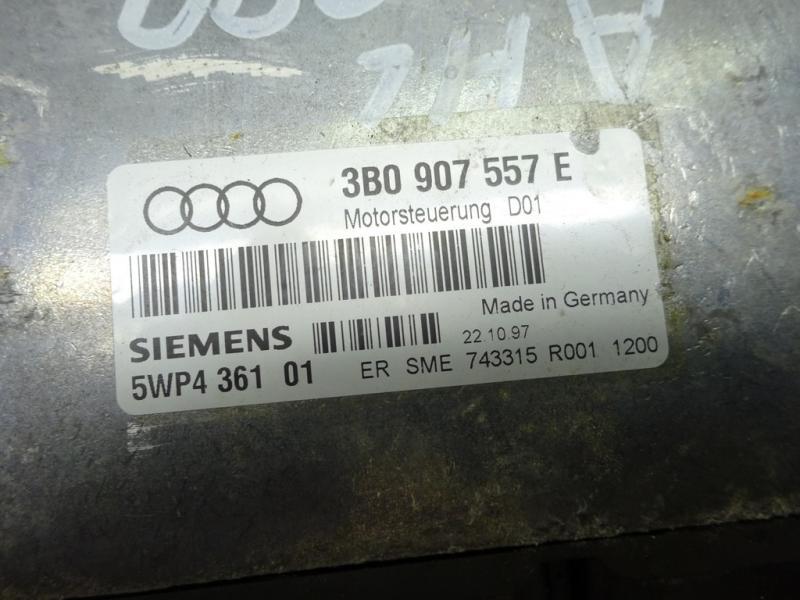 AHL
3B0 907 557 E
Motorsteuerung D01
Made in Germany
SIEMENS
22.10.97
5WP4 361 01
ER SME 743315 R001 1200